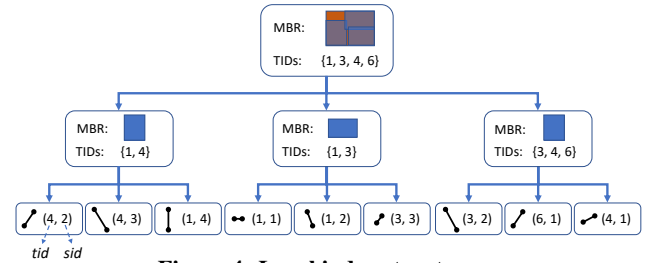 MBR:
TIDs: {1, 3, 4, 6}
MBR:
TIDs: {1, 4}
MBR:
TIDs: {1, 3}
MBR:
TIDs: {3, 4, 6}
(4, 2) (4, 3) (1, 4) (1, 1) (1, 2) (3, 3) (3, 2) (6, 1) (4, 1)
tid sid